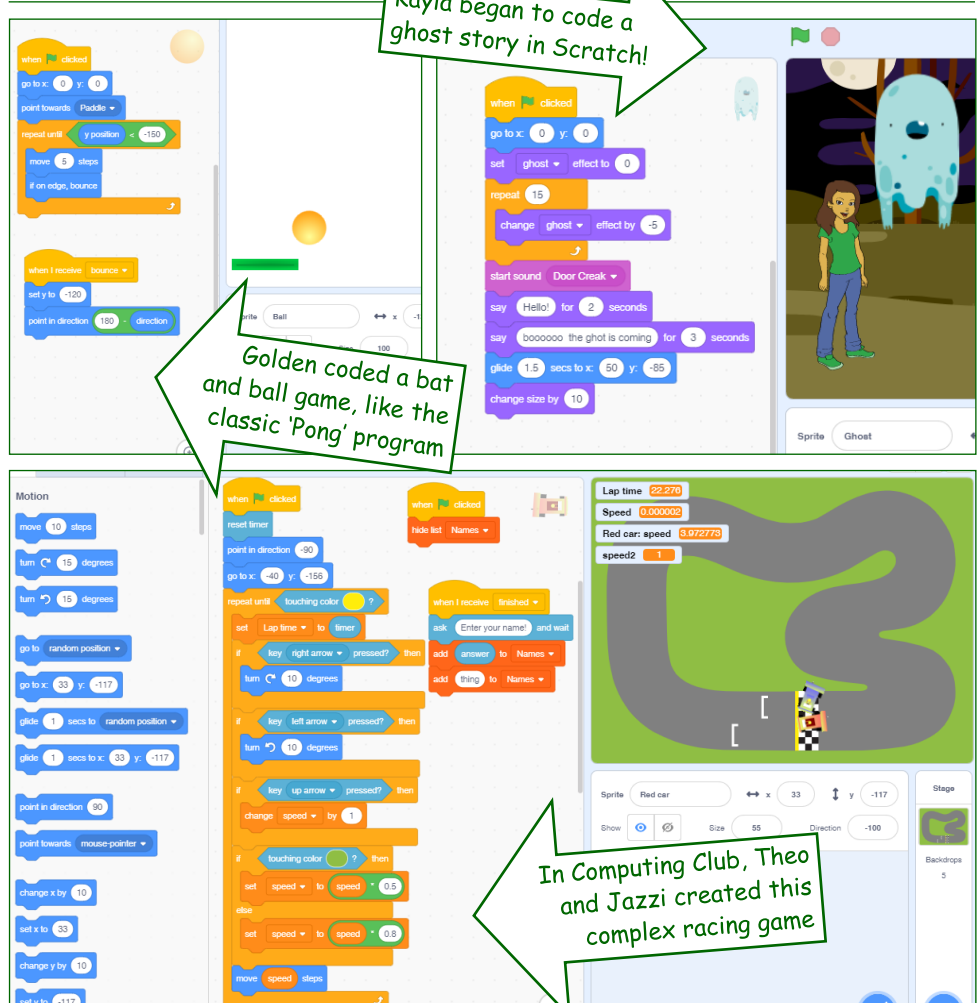 Kayla began to code a
ghost story in Scratch!
when clicked
go to x: 0 y: 0
point towards Paddle
repeat until y position < -150
move 5 steps
if on edge, bounce
when I receive bounce
set y to -120
point in direction 180 - direction
Ball
x
100
Golden coded a bat
and ball game, like the
classic 'Pong' program
when clicked
go to x: 0 y: 0
set ghost effect to 0
repeat 15
change ghost effect by -5
start sound Door Creak
say Hello! for 2 seconds
say boooooo the ghot is coming for 3 seconds
glide 1.5 secs to x: 50 y: -85
change size by 10
Sprite Ghost
Motion
move 10 steps
turn 15 degrees
turn 15 degrees
go to random position
go to x: 33 y: -117
glide 1 secs to random position
glide 1 secs to x: 33 y: -117
point in direction 90
point towards mouse-pointer
change x by 10
set x to 33
change y by 10
set y to -117
when clicked
reset timer
point in direction -90
go to x: -40 y: -156
repeat until touching color ?
set Lap time to timer
if key right arrow pressed? then
turn 10 degrees
if key left arrow pressed? then
turn 10 degrees
if key up arrow pressed? then
change speed by 1
if touching color ? then
set speed to speed * 0.5
else
set speed to speed * 0.8
move speed steps
when clicked
hide list Names
when I receive finished
ask Enter your name! and wait
add answer to Names
add thing to Names
Lap time 22.276
Speed 0.000002
Red car: speed 3.972773
speed2 1
Sprite Red car x 33 y -117
Show Size 55 Direction -100
Stage
Backdrops
5
In Computing Club, Theo
and Jazzi created this
complex racing game